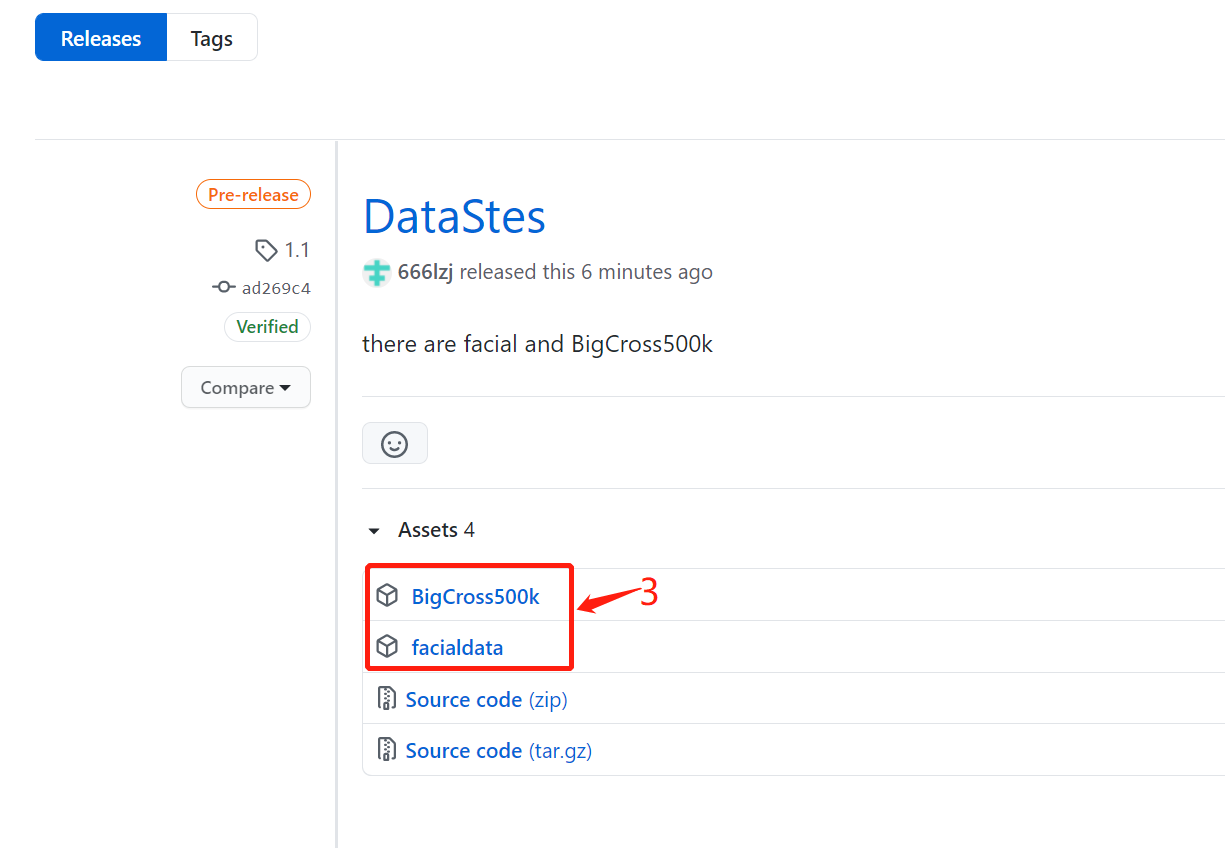 Releases Tags
Pre-release
1.1
ad269c4
Verified
Compare
DataStes
666lzj released this 6 minutes ago
there are facial and BigCross500k
Assets 4
BigCross500k
3
facialdata
Source code (zip)
Source code (tar.gz)